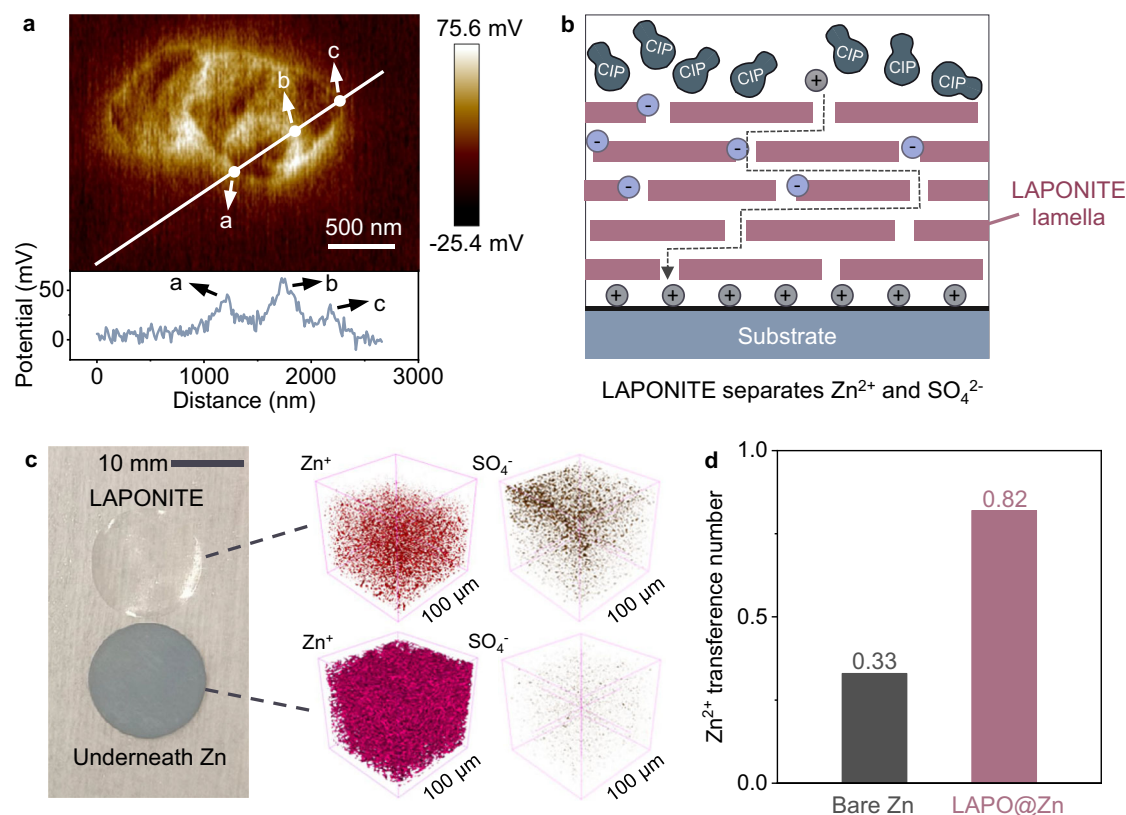 a
75.6 mV
-25.4 mV
c
b
a
500 nm
Potential (mV)
50
0
a
b
c
0
1000
2000
3000
Distance (nm)
b
CIP
CIP
CIP
CIP
CIP
CIP
CIP
+
-
-
-
-
-
-
LAPONITE
lamella
+ + + + + + +
Substrate
LAPONITE separates Zn²⁺ and SO₄²⁻
c
10 mm
LAPONITE
Underneath Zn
Zn⁺
100 µm
SO₄⁻
100 µm
Zn⁺
100 µm
SO₄⁻
100 µm
d
Zn²⁺ transference number
1.0
0.5
0.0
0.33
0.82
Bare Zn
LAPO@Zn